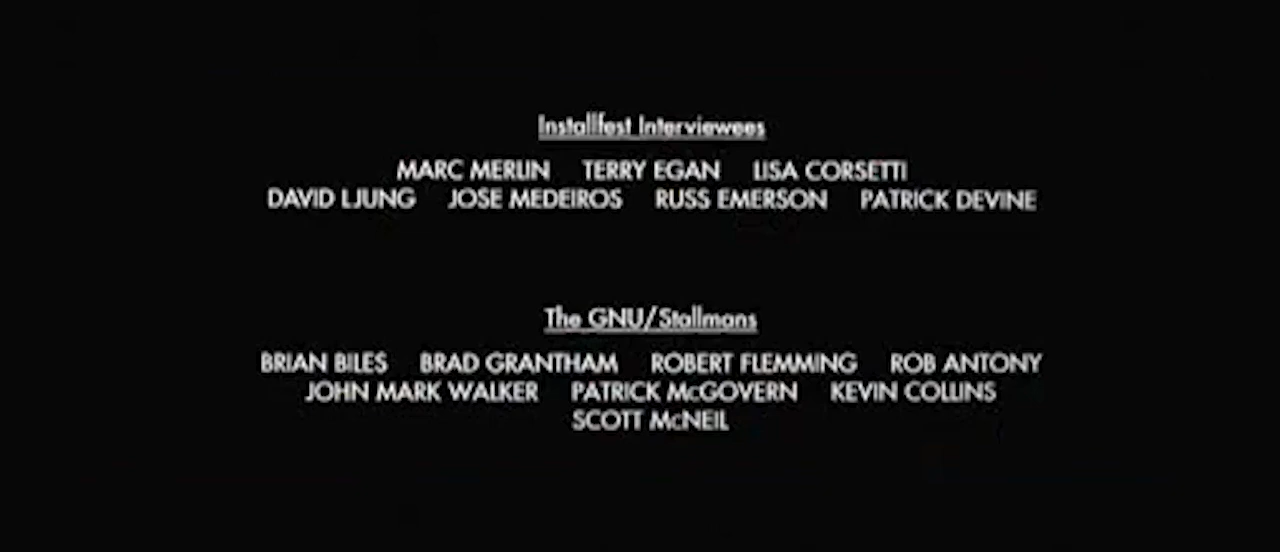 Installfest Interviewees
MARC MERLIN TERRY EGAN LISA CORSETTI
DAVID LJUNG JOSE MEDEIROS RUSS EMERSON PATRICK DEVINE
The GNU/Stallmans
BRIAN BILES BRAD GRANTHAM ROBERT FLEMMING ROB ANTONY
JOHN MARK WALKER PATRICK McGOVERN KEVIN COLLINS
SCOTT McNEIL